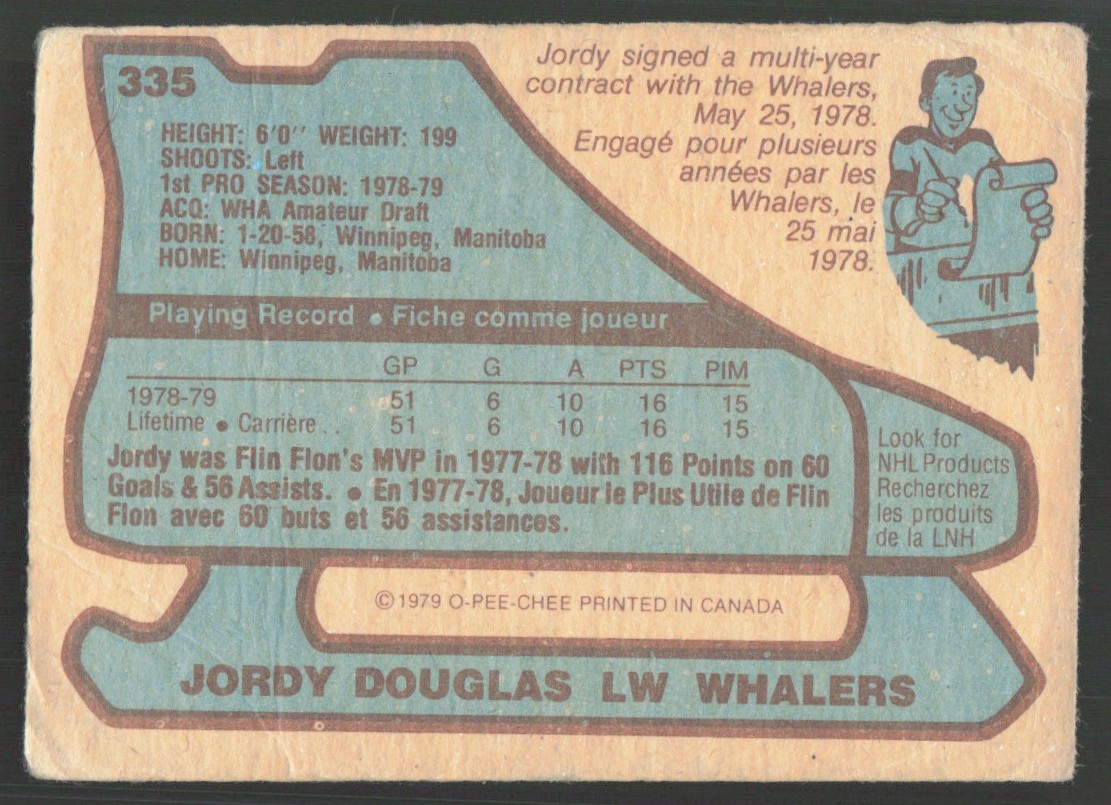 335
HEIGHT: 6'0" WEIGHT: 199
SHOOTS: Left
1st PRO SEASON: 1978-79
ACQ: WHA Amateur Draft
BORN: 1-20-58, Winnipeg, Manitoba
HOME: Winnipeg, Manitoba
Jordy signed a multi-year
contract with the Whalers,
May 25, 1978.
Engagé pour plusieurs
années par les
Whalers, le
25 mai
1978.
Playing Record • Fiche comme joueur
GP G A PTS PIM
1978-79 51 6 10 16 15
Lifetime • Carrière .. 51 6 10 16 15
Jordy was Flin Flon's MVP in 1977-78 with 116 Points on 60
Goals & 56 Assists. • En 1977-78, Joueur le Plus Utile de Flin
Flon avec 60 buts et 56 assistances.
Look for
NHL Products
Recherchez
les produits
de la LNH
© 1979 O-PEE-CHEE PRINTED IN CANADA
JORDY DOUGLAS LW WHALERS